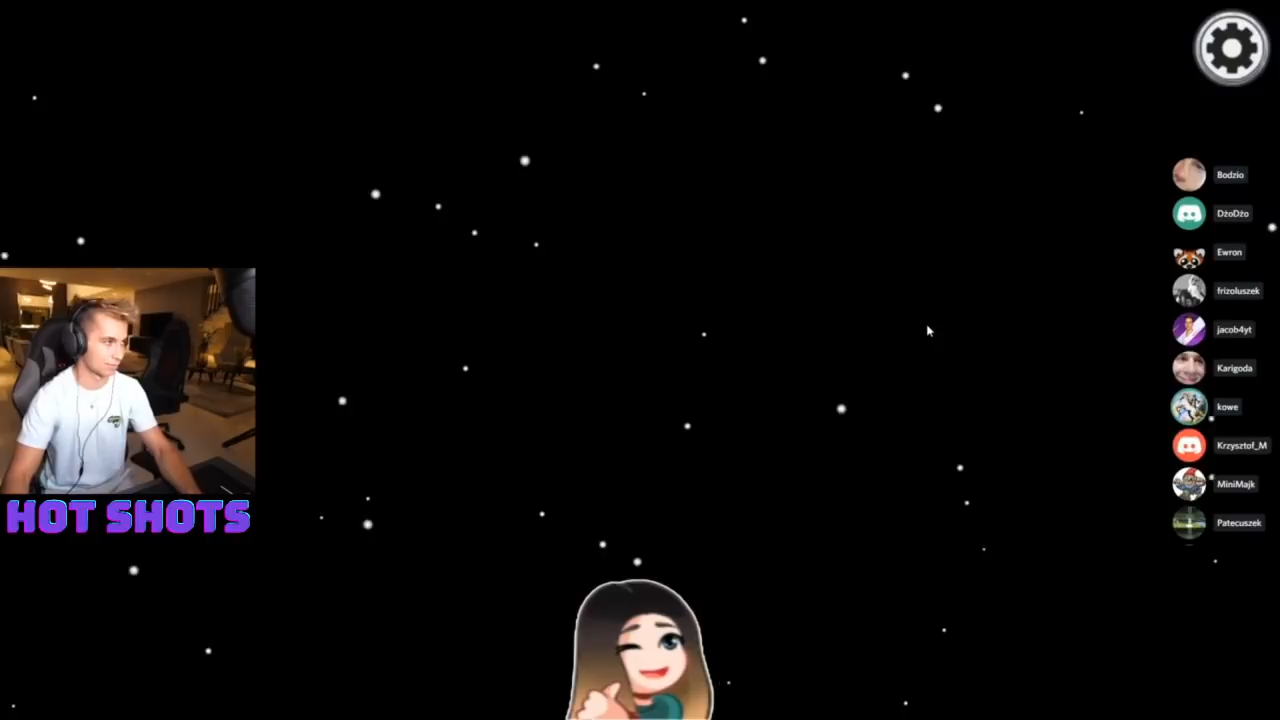 Bodzio
DżoDżo
Ewron
frizoluszek
jacob4yt
Karigoda
kowe
Krzysztof_M
MiniMajk
Patecuszek
HOT SHOTS